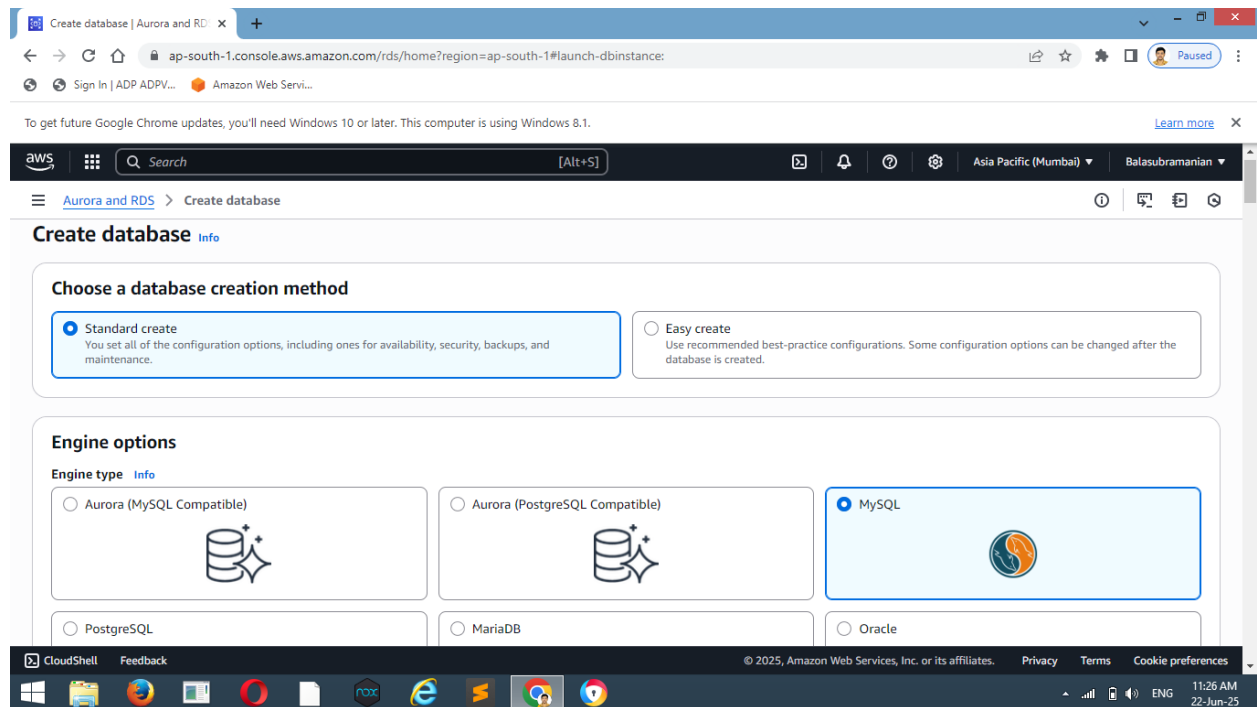 Create database | Aurora and RD
ap-south-1.console.aws.amazon.com/rds/home?region=ap-south-1#launch-dbinstance:
Paused
Sign In | ADP ADPV...
Amazon Web Servi...
To get future Google Chrome updates, you'll need Windows 10 or later. This computer is using Windows 8.1.
Learn more
aws
Search
[Alt+S]
Asia Pacific (Mumbai)
Balasubramanian
Aurora and RDS > Create database
Create database Info
Choose a database creation method
Standard create
You set all of the configuration options, including ones for availability, security, backups, and
maintenance.
Easy create
Use recommended best-practice configurations. Some configuration options can be changed after the
database is created.
Engine options
Engine type Info
Aurora (MySQL Compatible)
Aurora (PostgreSQL Compatible)
MySQL
PostgreSQL
MariaDB
Oracle
CloudShell
Feedback
© 2025, Amazon Web Services, Inc. or its affiliates.
Privacy
Terms
Cookie preferences
nox
ENG
11:26 AM
22-Jun-25